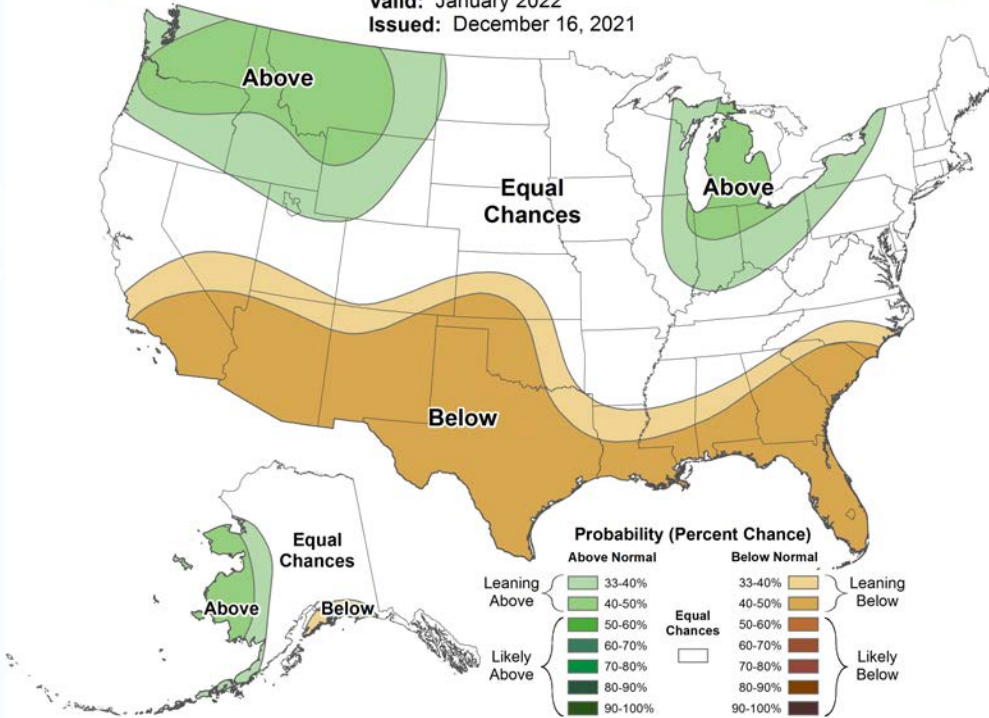 Valid: January 2022
Issued: December 16, 2021
Above
Equal
Chances
Above
Below
Equal
Chances
Above
Below
Probability (Percent Chance)
Above Normal
Below Normal
Leaning
Above
33-40%
40-50%
Likely
Above
50-60%
60-70%
70-80%
80-90%
90-100%
Equal
Chances
33-40%
40-50%
Leaning
Below
50-60%
60-70%
70-80%
80-90%
90-100%
Likely
Below